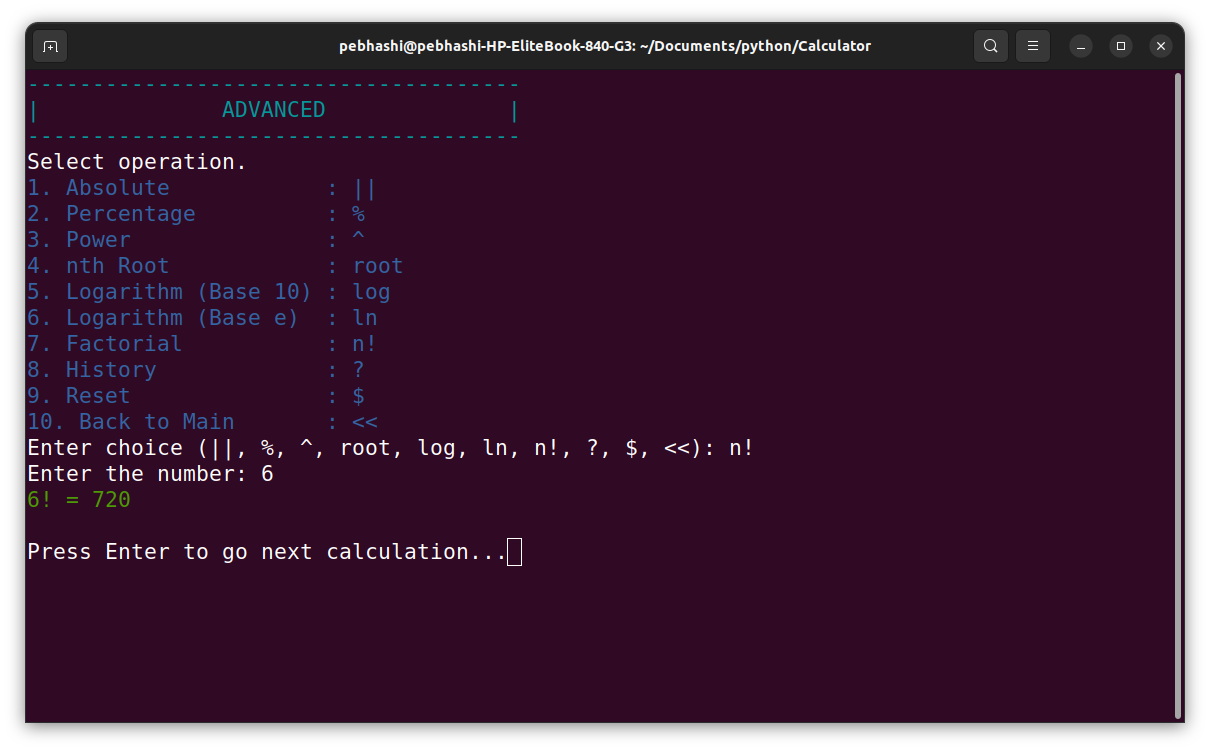 pebhashi@pebhashi-HP-EliteBook-840-G3: ~/Documents/python/Calculator
--------------------------------------
|              ADVANCED              |
--------------------------------------
Select operation.
1. Absolute            : ||
2. Percentage          : %
3. Power               : ^
4. nth Root            : root
5. Logarithm (Base 10) : log
6. Logarithm (Base e)  : ln
7. Factorial           : n!
8. History             : ?
9. Reset               : $
10. Back to Main       : <<
Enter choice (||, %, ^, root, log, ln, n!, ?, $, <<): n!
Enter the number: 6
6! = 720
Press Enter to go next calculation...